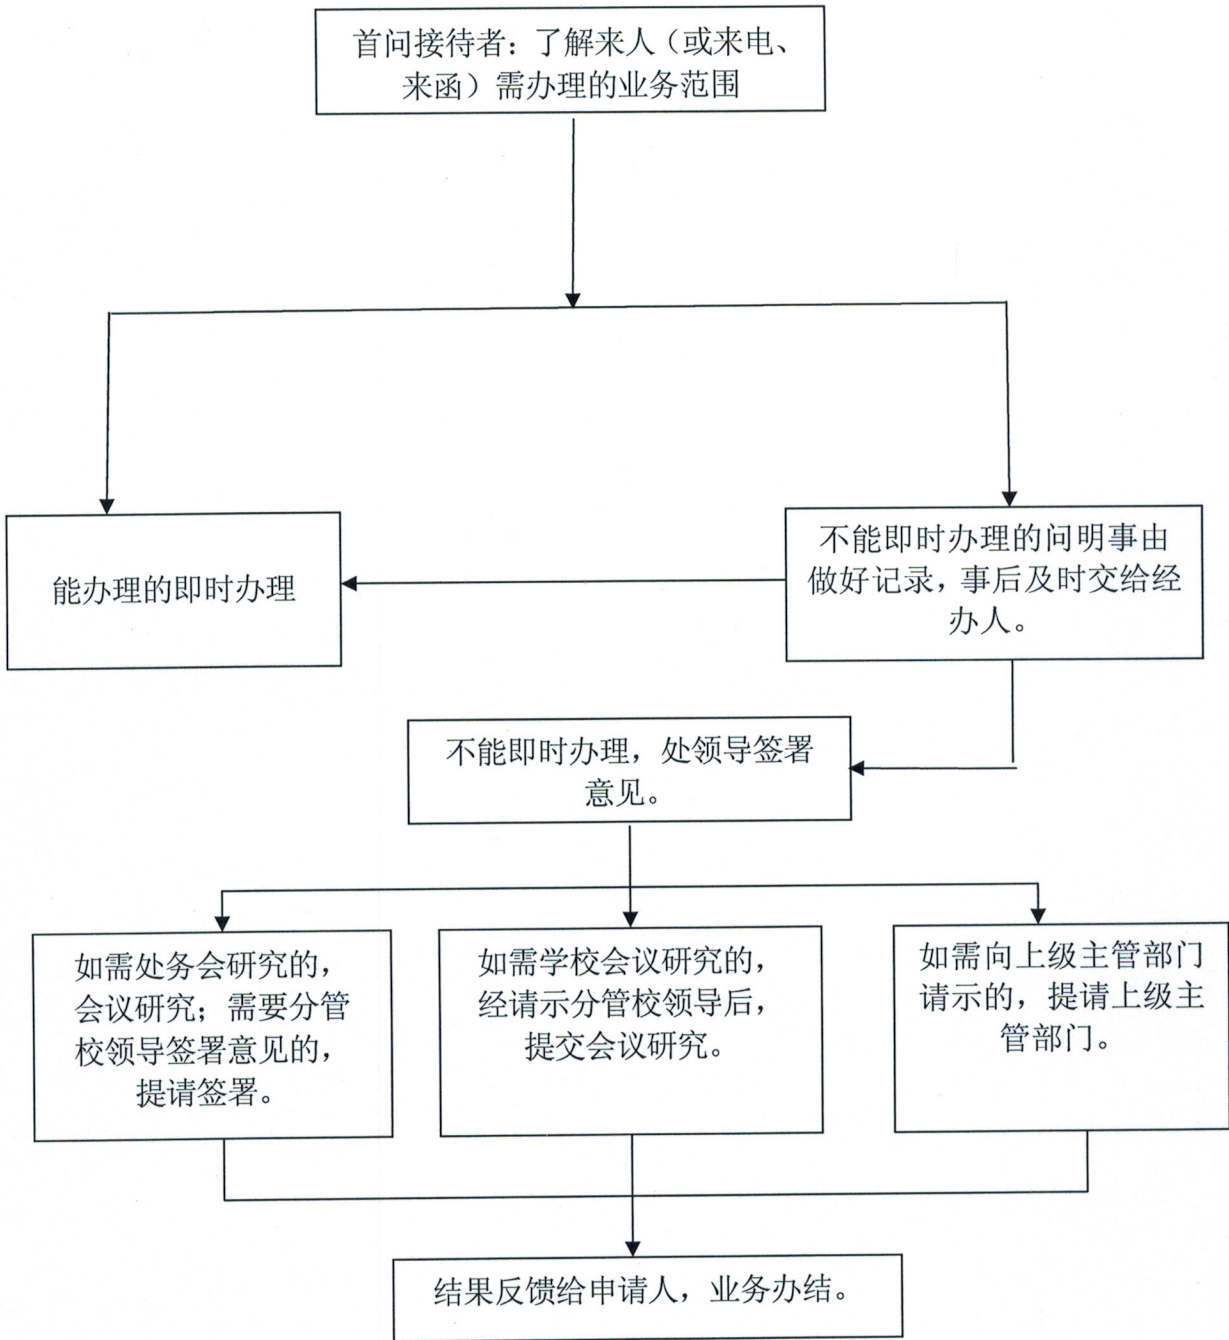 首问接待者：了解来人（或来电、
来函）需办理的业务范围
能办理的即时办理
不能即时办理的问明事由
做好记录，事后及时交给经
办人。
不能即时办理，处领导签署
意见。
如需处务会研究的，
会议研究；需要分管
校领导签署意见的，
提请签署。
如需学校会议研究的，
经请示分管校领导后，
提交会议研究。
如需向上级主管部门
请示的，提请上级主
管部门。
结果反馈给申请人，业务办结。